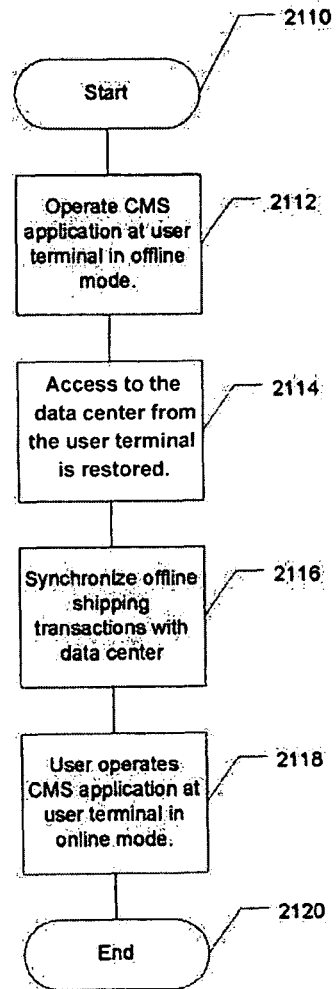 2110
Start
2112
Operate CMS
application at user
terminal in offline
mode.
2114
Access to the
data center from
the user terminal
is restored.
2116
Synchronize offline
shipping
transactions with
data center
2118
User operates
CMS application at
user terminal in
online mode.
2120
End